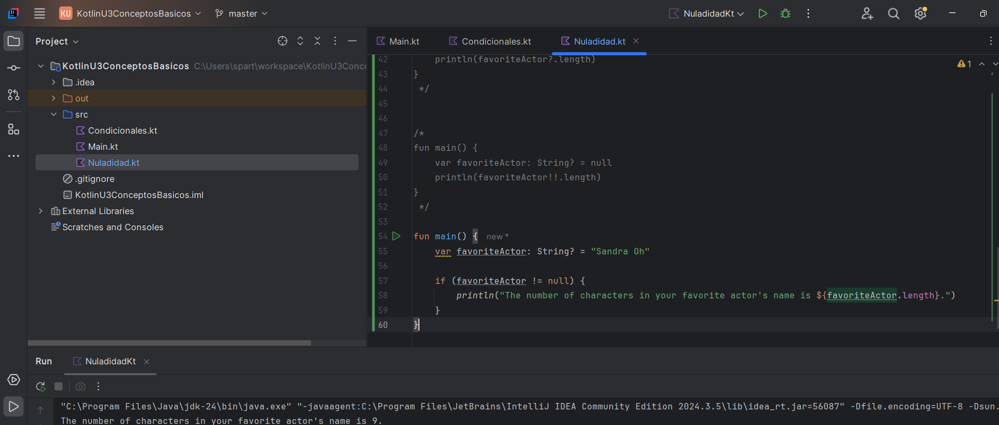 KU KotlinU3ConceptosBasicos master NuladidadKt
Project
Main.kt Condicionales.kt Nuladidad.kt
KotlinU3ConceptosBasicos C:\Users\spart\workspace\KotlinU3Conce
.idea
out
src
Condicionales.kt
Main.kt
Nuladidad.kt
.gitignore
KotlinU3ConceptosBasicos.iml
External Libraries
Scratches and Consoles
1
42 println(favoriteActor?.length)
43 }
44 */
45
46
47 /*
48 fun main() {
49 var favoriteActor: String? = null
50 println(favoriteActor!!.length)
51 }
52 */
53
54 fun main() { new *
55 var favoriteActor: String? = "Sandra Oh"
56
57 if (favoriteActor != null) {
58 println("The number of characters in your favorite actor's name is ${favoriteActor.length}.")
59 }
60 }
Run NuladidadKt
"C:\Program Files\Java\jdk-24\bin\java.exe" "-javaagent:C:\Program Files\JetBrains\IntelliJ IDEA Community Edition 2024.3.5\lib\idea_rt.jar=56087" -Dfile.encoding=UTF-8 -Dsun.
The number of characters in your favorite actor's name is 9.